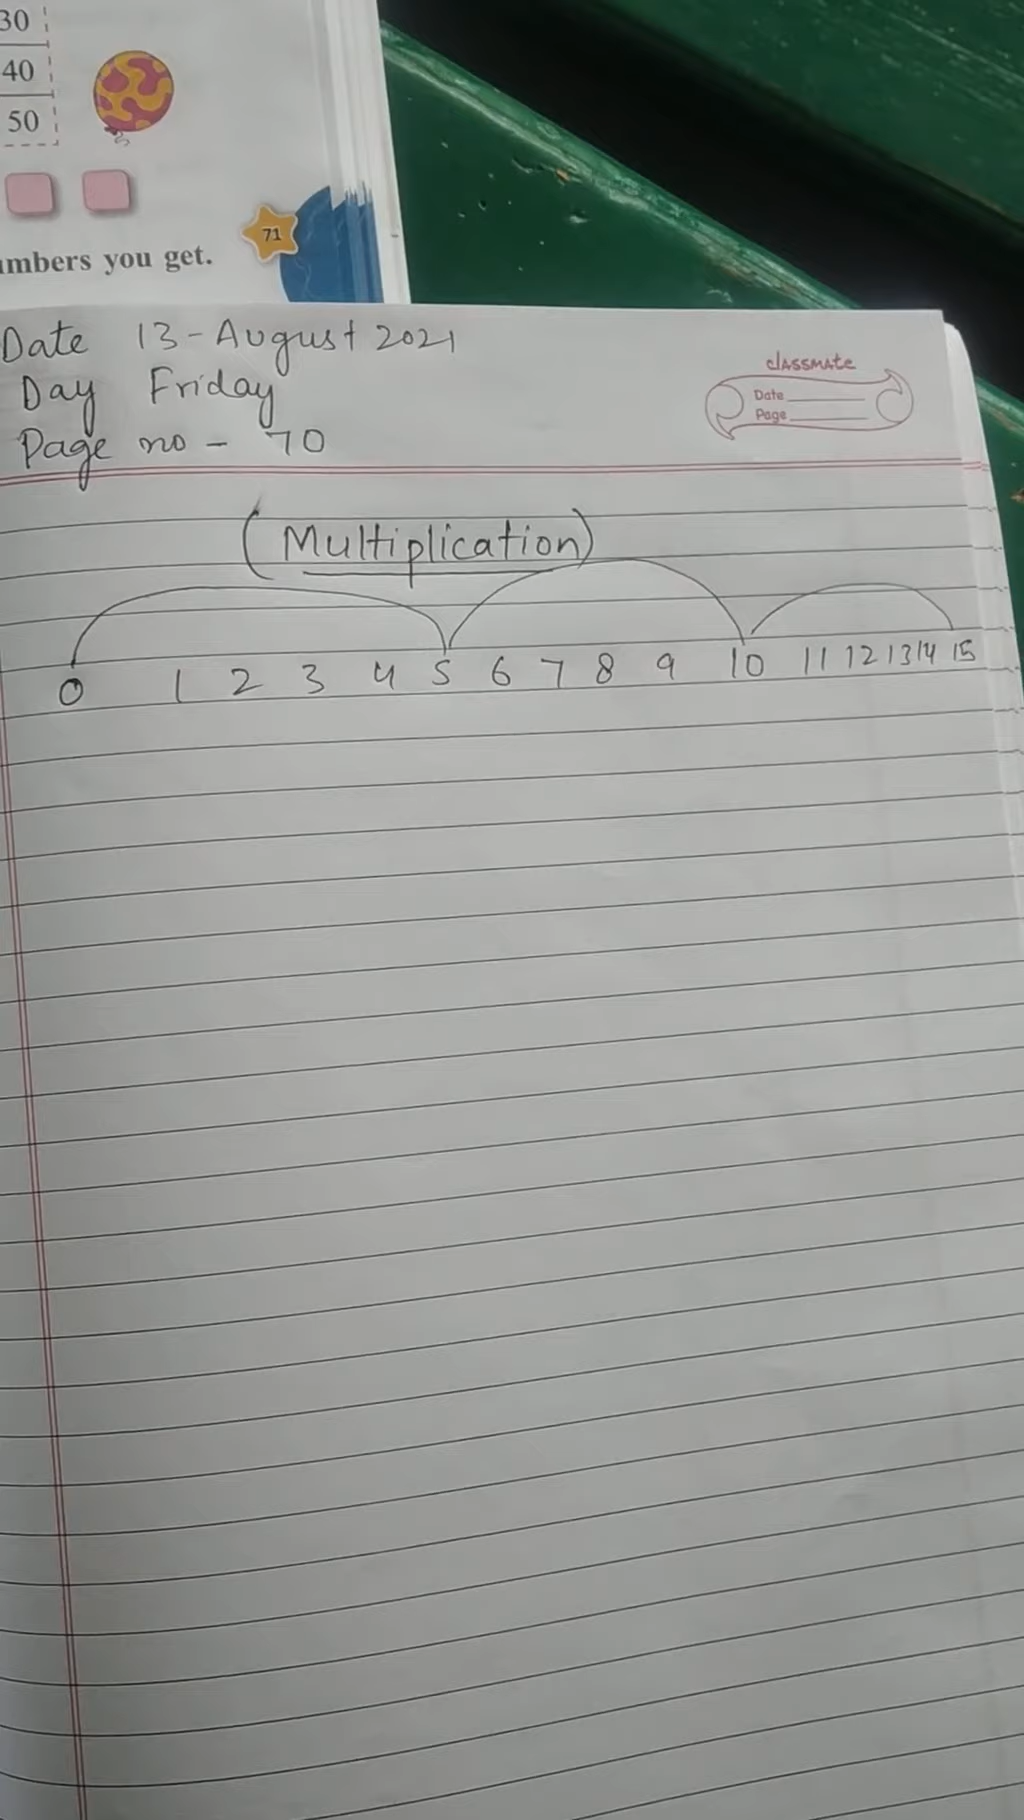 30
40
50
71
umbers you get.
Date 13-August 2021
Day Friday
Page no - 70
classmate
Date
Page
(Multiplication)
0 1 2 3 4 5 6 7 8 9 10 11 12 13 14 15